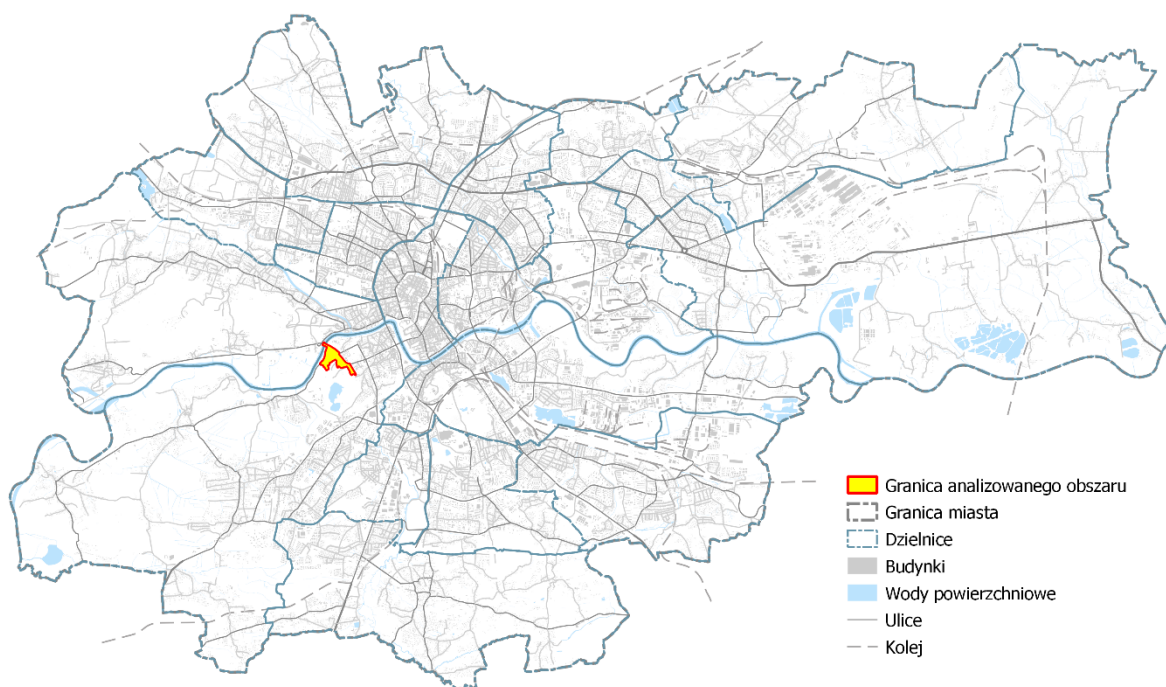 Granica analizowanego obszaru
Granica miasta
Dzielnice
Budynki
Wody powierzchniowe
Ulice
Kolej